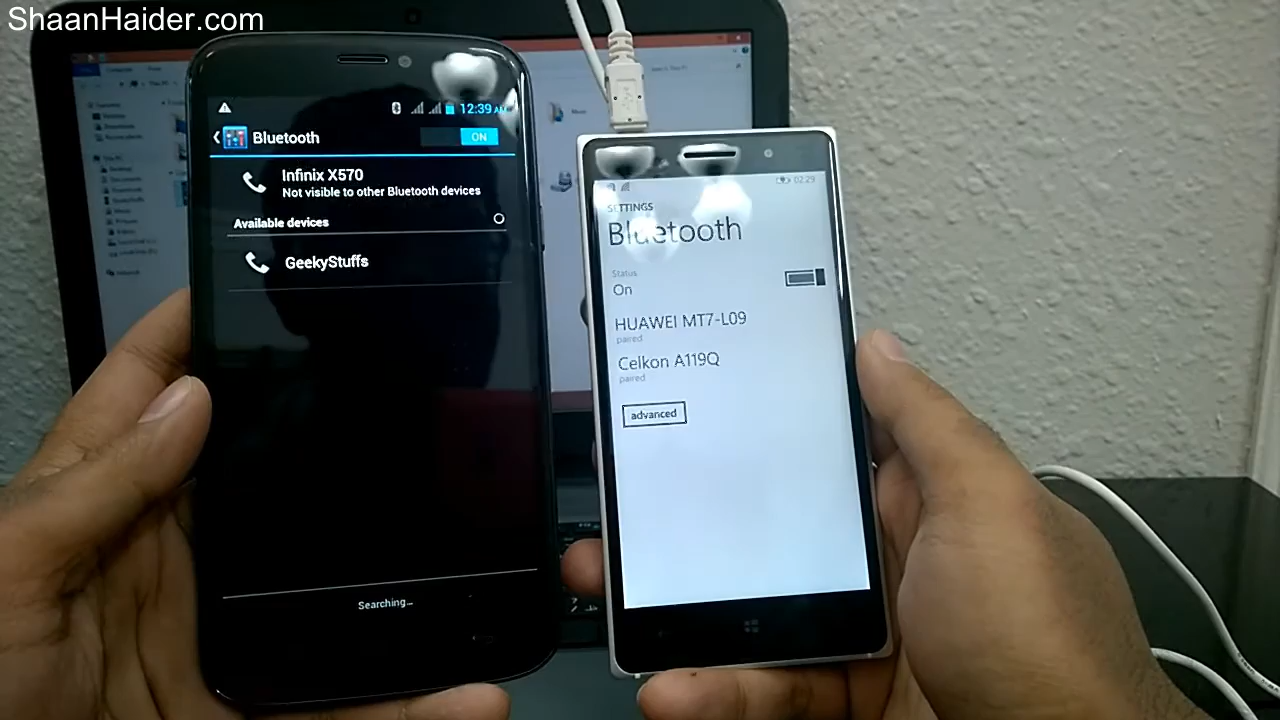 ShaanHaider.com
12:39 AM
Bluetooth
ON
Infinix X570
Not visible to other Bluetooth devices
Available devices
GeekyStuffs
Searching...
02:29
SETTINGS
Bluetooth
Status
On
HUAWEI MT7-L09
paired
Celkon A119Q
paired
advanced